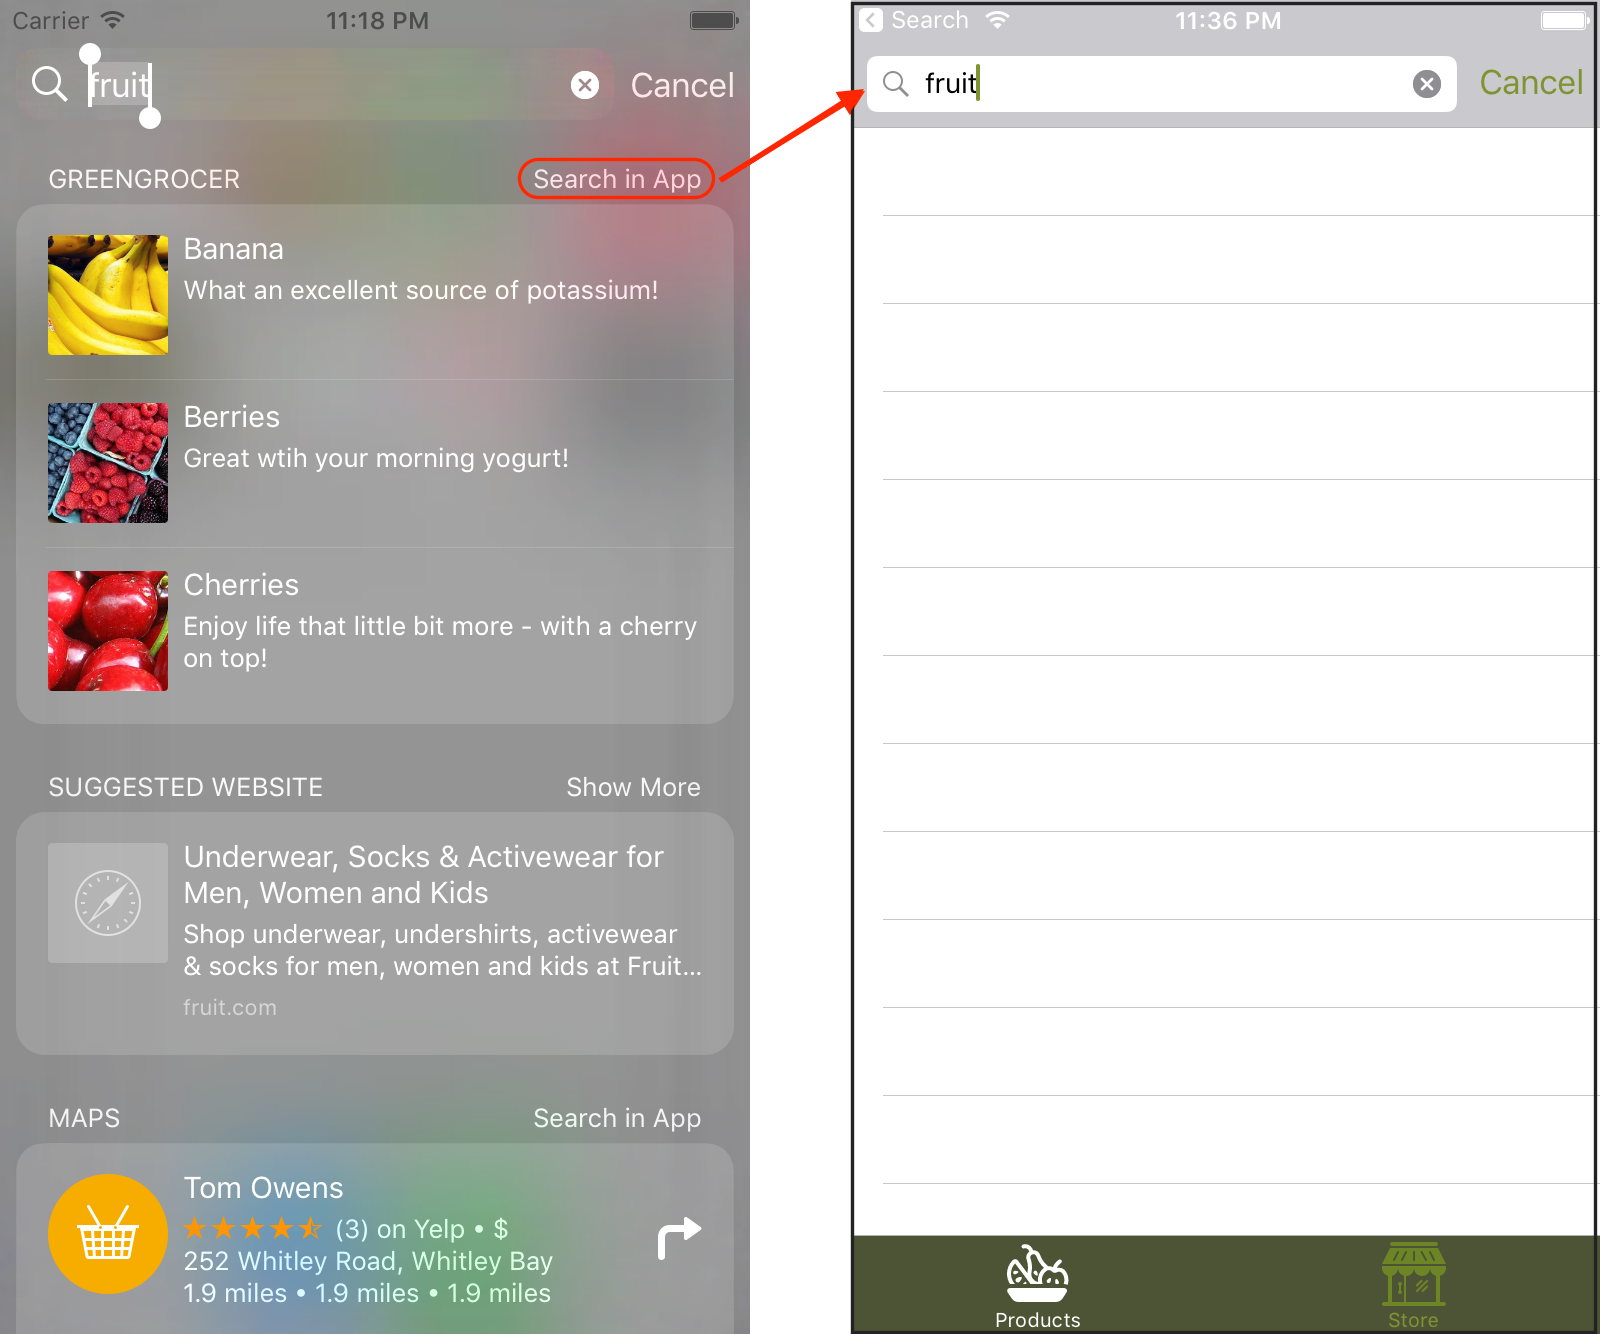 Carrier 11:18 PM
fruit Cancel
GREENGROCER Search in App
Banana
What an excellent source of potassium!
Berries
Great wtih your morning yogurt!
Cherries
Enjoy life that little bit more - with a cherry
on top!
SUGGESTED WEBSITE Show More
Underwear, Socks & Activewear for
Men, Women and Kids
Shop underwear, undershirts, activewear
& socks for men, women and kids at Fruit...
fruit.com
MAPS Search in App
Tom Owens
(3) on Yelp • $
252 Whitley Road, Whitley Bay
1.9 miles • 1.9 miles • 1.9 miles
Search 11:36 PM
fruit Cancel
Products Store